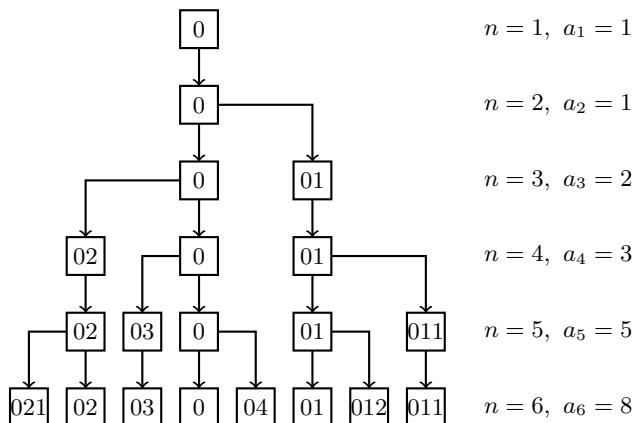 0 n = 1, a₁ = 1
0 n = 2, a₂ = 1
0 01 n = 3, a₃ = 2
02 0 01 n = 4, a₄ = 3
02 03 0 01 011 n = 5, a₅ = 5
021 02 03 0 04 01 012 011 n = 6, a₆ = 8